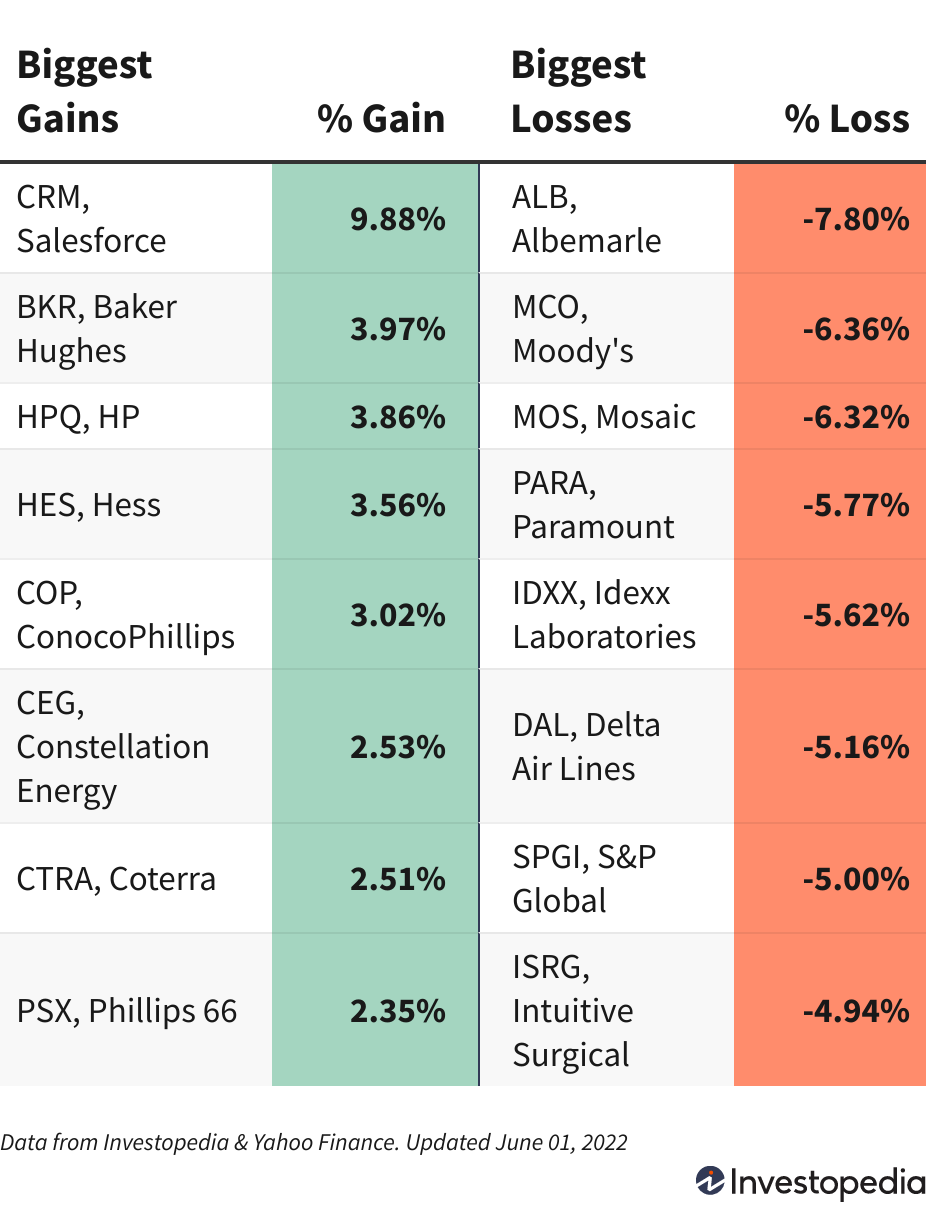 Biggest
Gains
% Gain
Biggest
Losses
% Loss
CRM,
Salesforce
9.88%
ALB,
Albemarle
-7.80%
BKR, Baker
Hughes
3.97%
MCO,
Moody's
-6.36%
HPQ, HP
3.86%
MOS, Mosaic
-6.32%
HES, Hess
3.56%
PARA,
Paramount
-5.77%
COP,
ConocoPhillips
3.02%
IDXX, Idexx
Laboratories
-5.62%
CEG,
Constellation
Energy
2.53%
DAL, Delta
Air Lines
-5.16%
CTRA, Coterra
2.51%
SPGI, S&P
Global
-5.00%
PSX, Phillips 66
2.35%
ISRG,
Intuitive
Surgical
-4.94%
Data from Investopedia & Yahoo Finance. Updated June 01, 2022
Investopedia